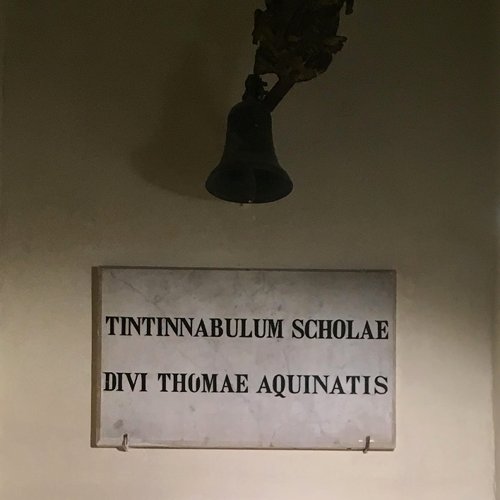 TINTINNABULUM SCHOLAE
DIVI THOMAE AQUINATIS